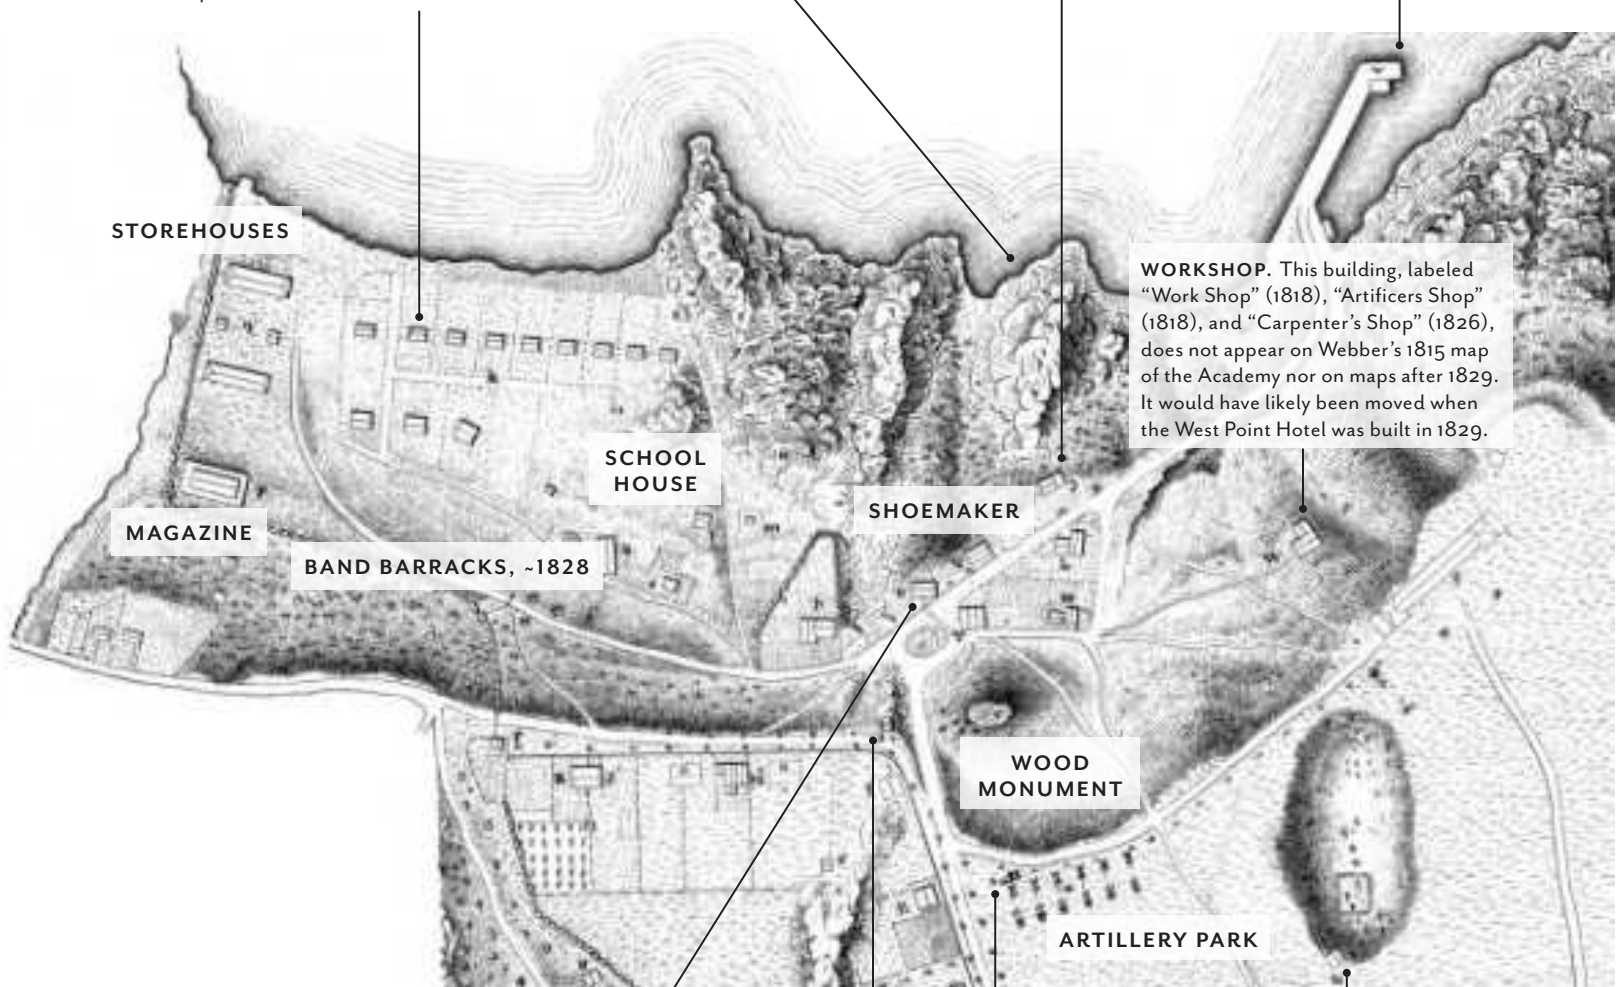 STOREHOUSES
WORKSHOP. This building, labeled
“Work Shop” (1818), “Artificers Shop”
(1818), and “Carpenter’s Shop” (1826),
does not appear on Webber’s 1815 map
of the Academy nor on maps after 1829.
It would have likely been moved when
the West Point Hotel was built in 1829.
SCHOOL
HOUSE
SHOEMAKER
MAGAZINE
BAND BARRACKS, ~1828
WOOD
MONUMENT
ARTILLERY PARK